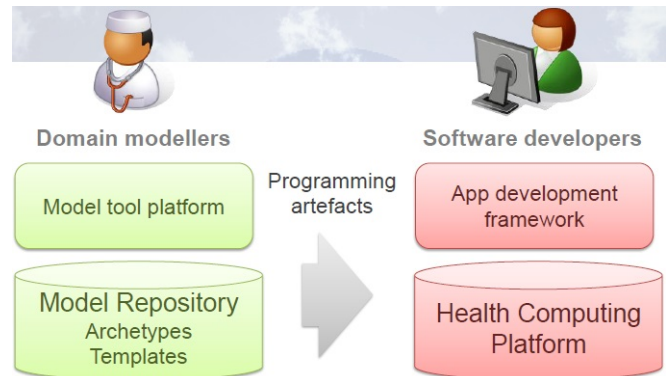 Domain modellers
Software developers
Model tool platform
Programming
artefacts
App development
framework
Model Repository
Archetypes
Templates
Health Computing
Platform